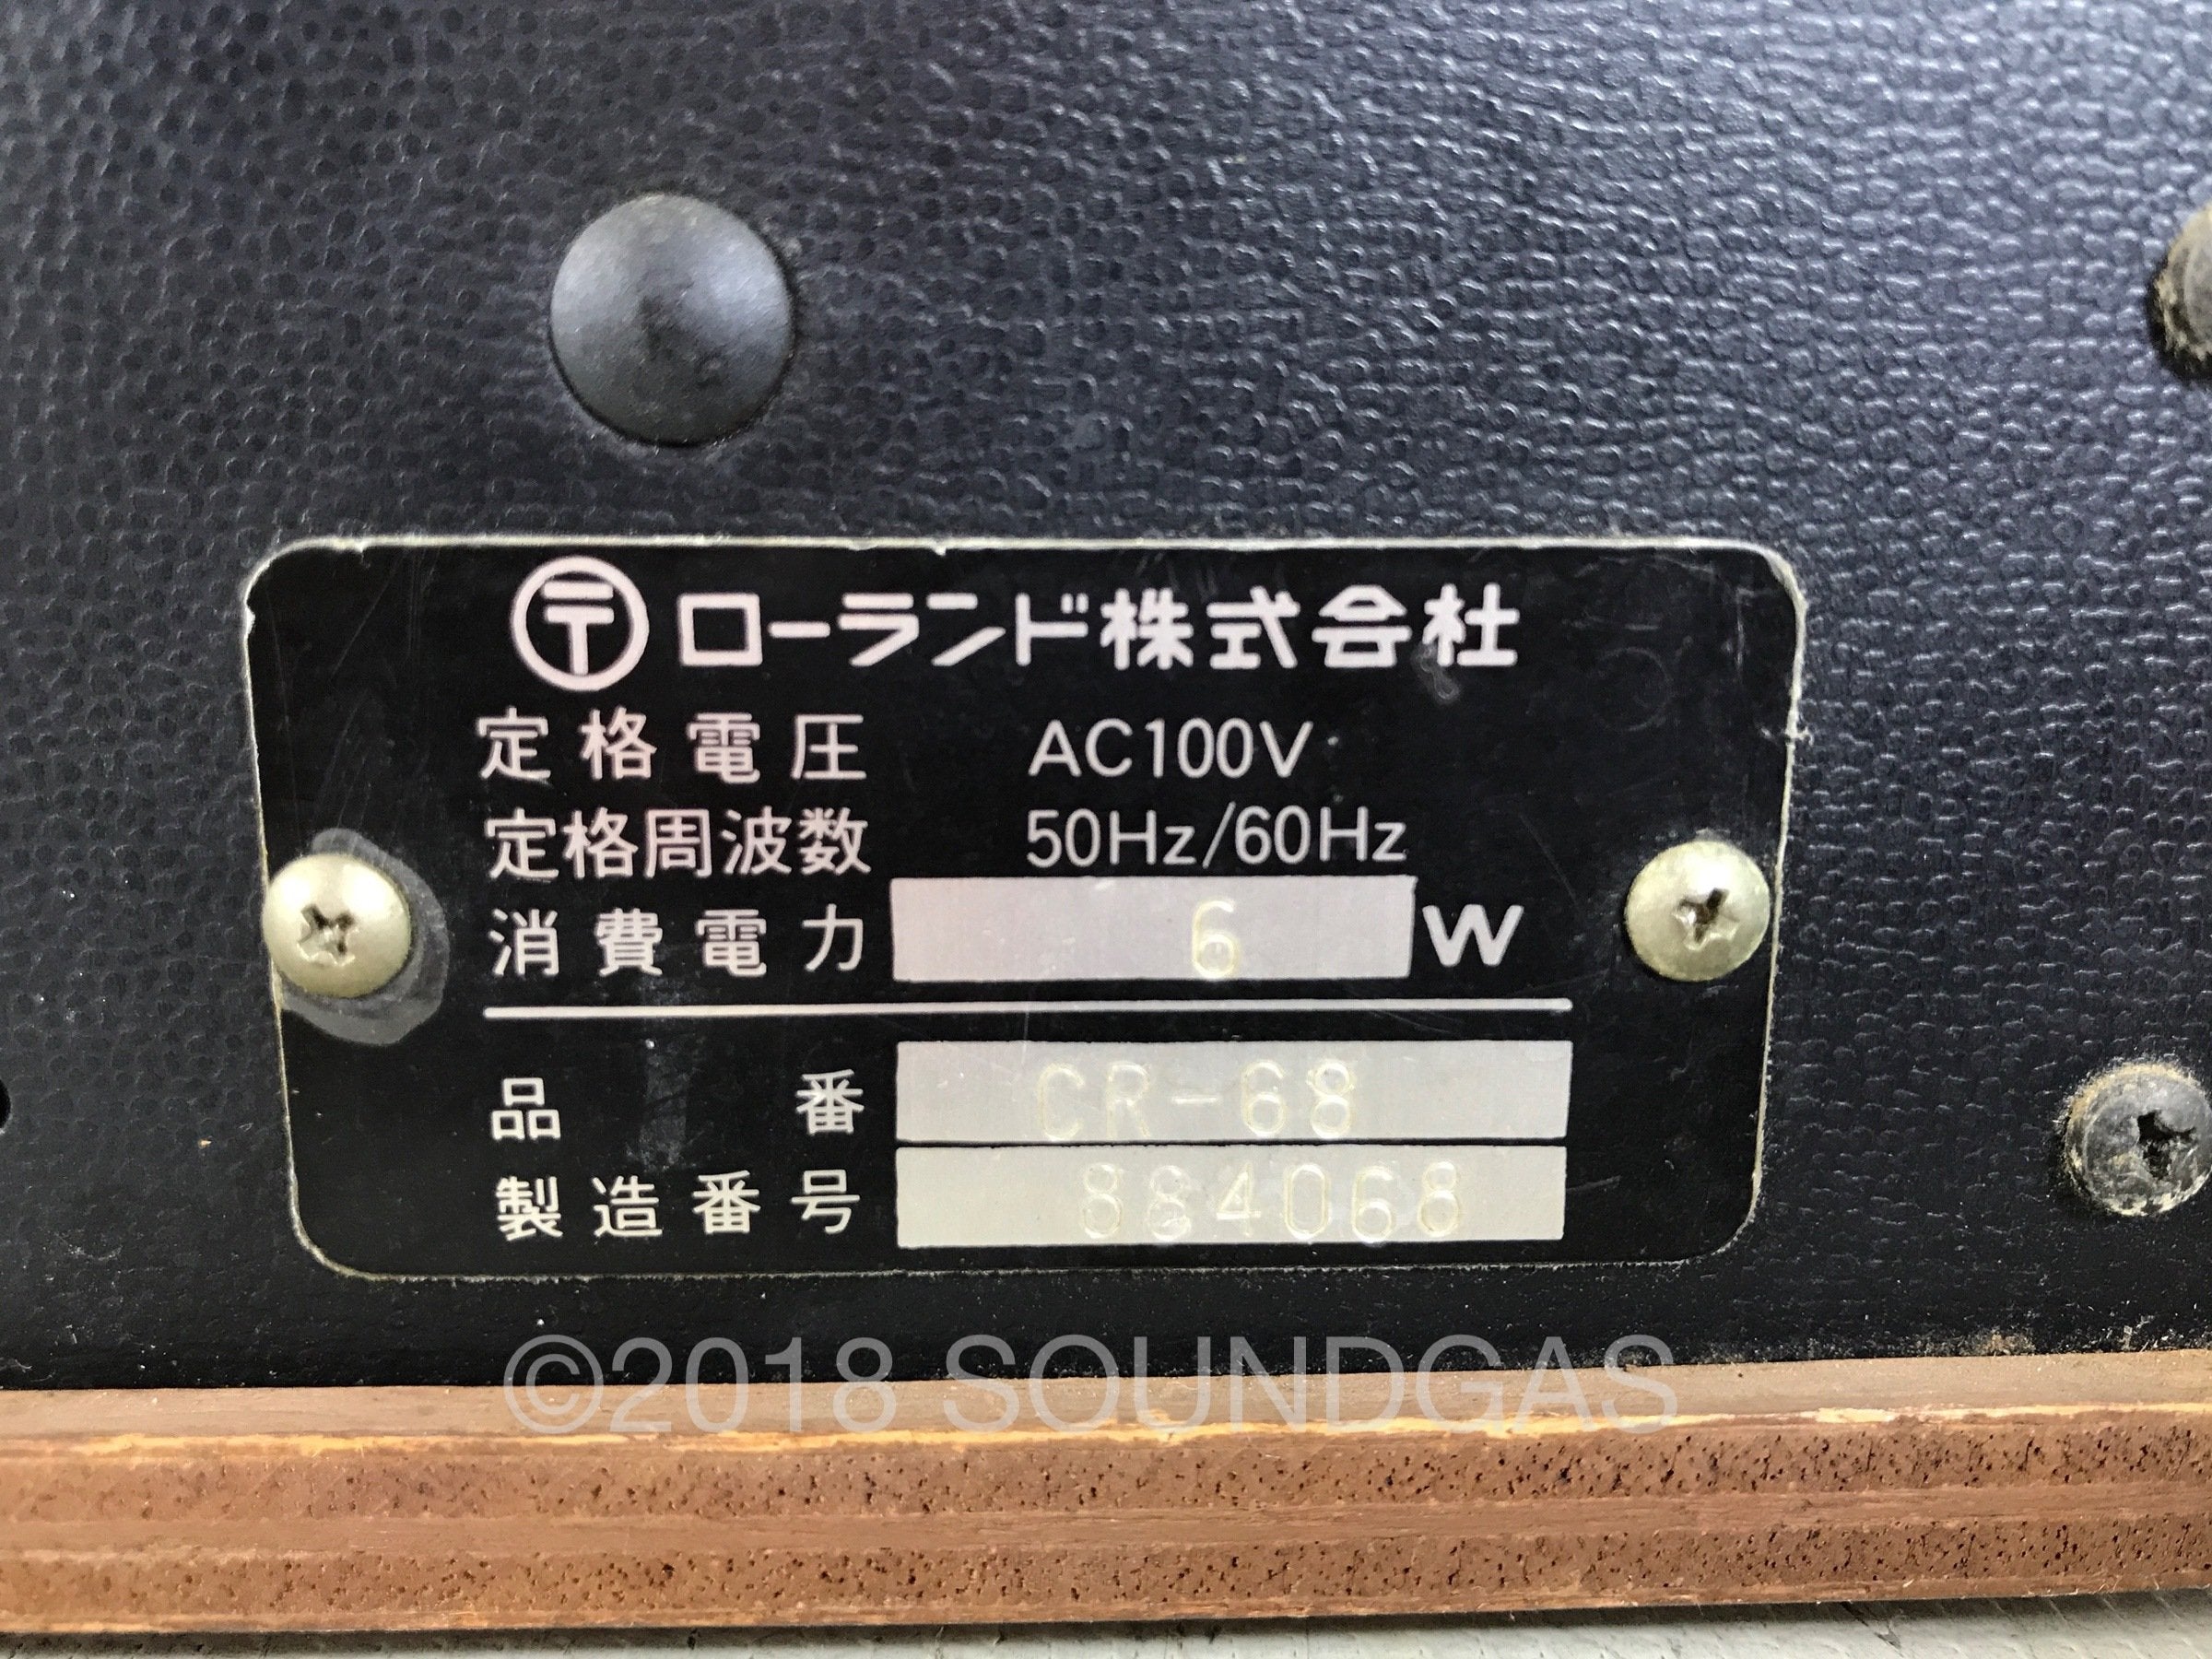 〶 ローランド株式会社
定格電圧 AC100V
定格周波数 50Hz/60Hz
消費電力 6 W
品番 CR-68
製造番号 884068
©2018 SOUNDGAS